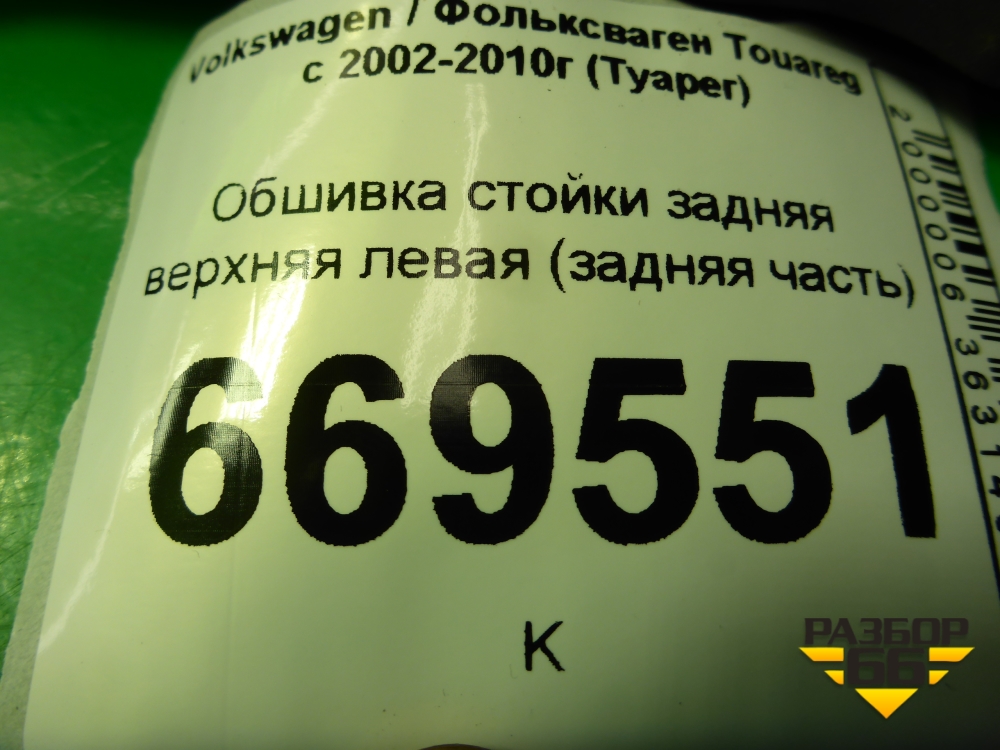 Volkswagen / Фольксваген Touareg
с 2002-2010г (Туарег)
Обшивка стойки задняя
верхняя левая (задняя часть)
669551
К
РАЗБОР
66